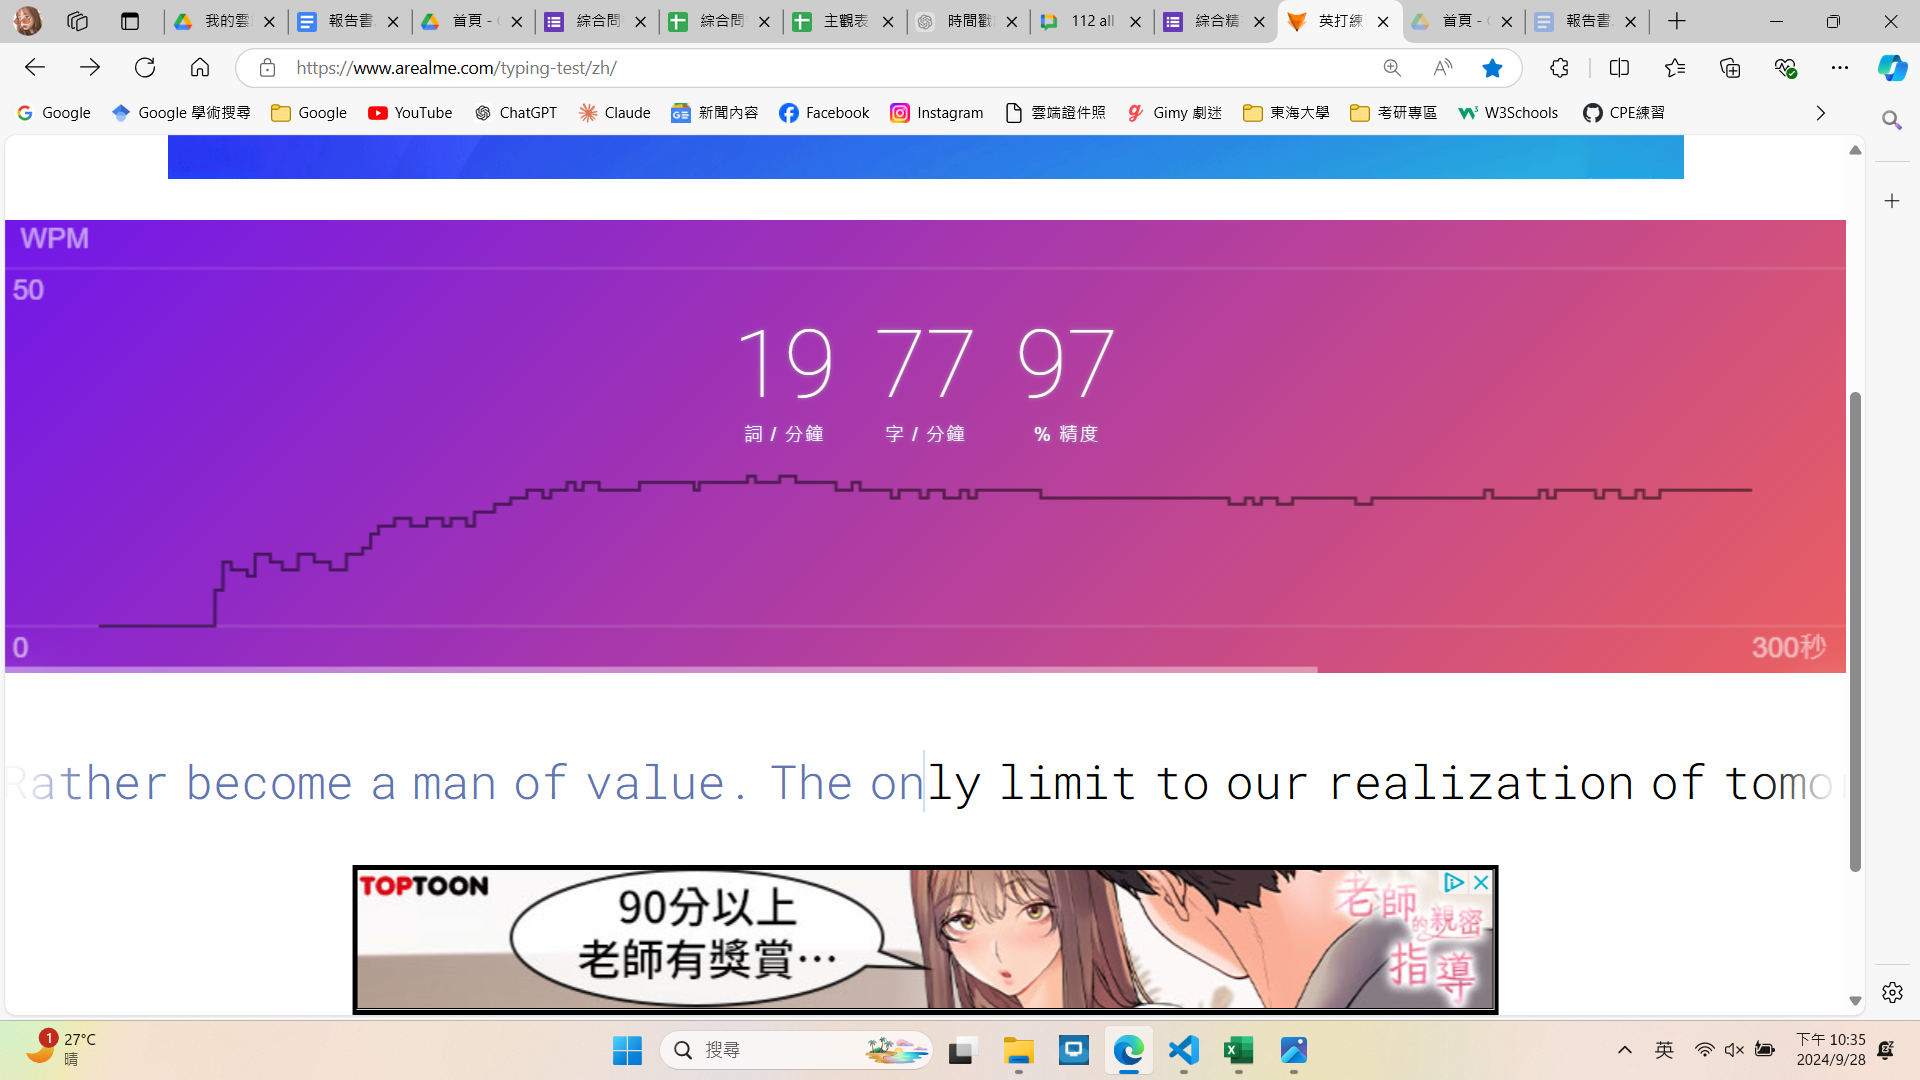 我的雲
報告書
首頁 -
綜合問
綜合問
主觀表
時間戳
112 all
綜合精
英打練
首頁 -
報告書
https://www.arealme.com/typing-test/zh/
Google
Google 學術搜尋
Google
YouTube
ChatGPT
Claude
新聞內容
Facebook
Instagram
雲端證件照
Gimy 劇迷
東海大學
考研專區
W3Schools
CPE練習
WPM
50
19 77 97
詞 / 分鐘 字 / 分鐘 % 精度
0
300秒
Rather become a man of value. The only limit to our realization of tomo
TOPTOON
90分以上
老師有獎賞…
老師
的親密
指導
1
27°C
晴
搜尋
英
下午 10:35
2024/9/28